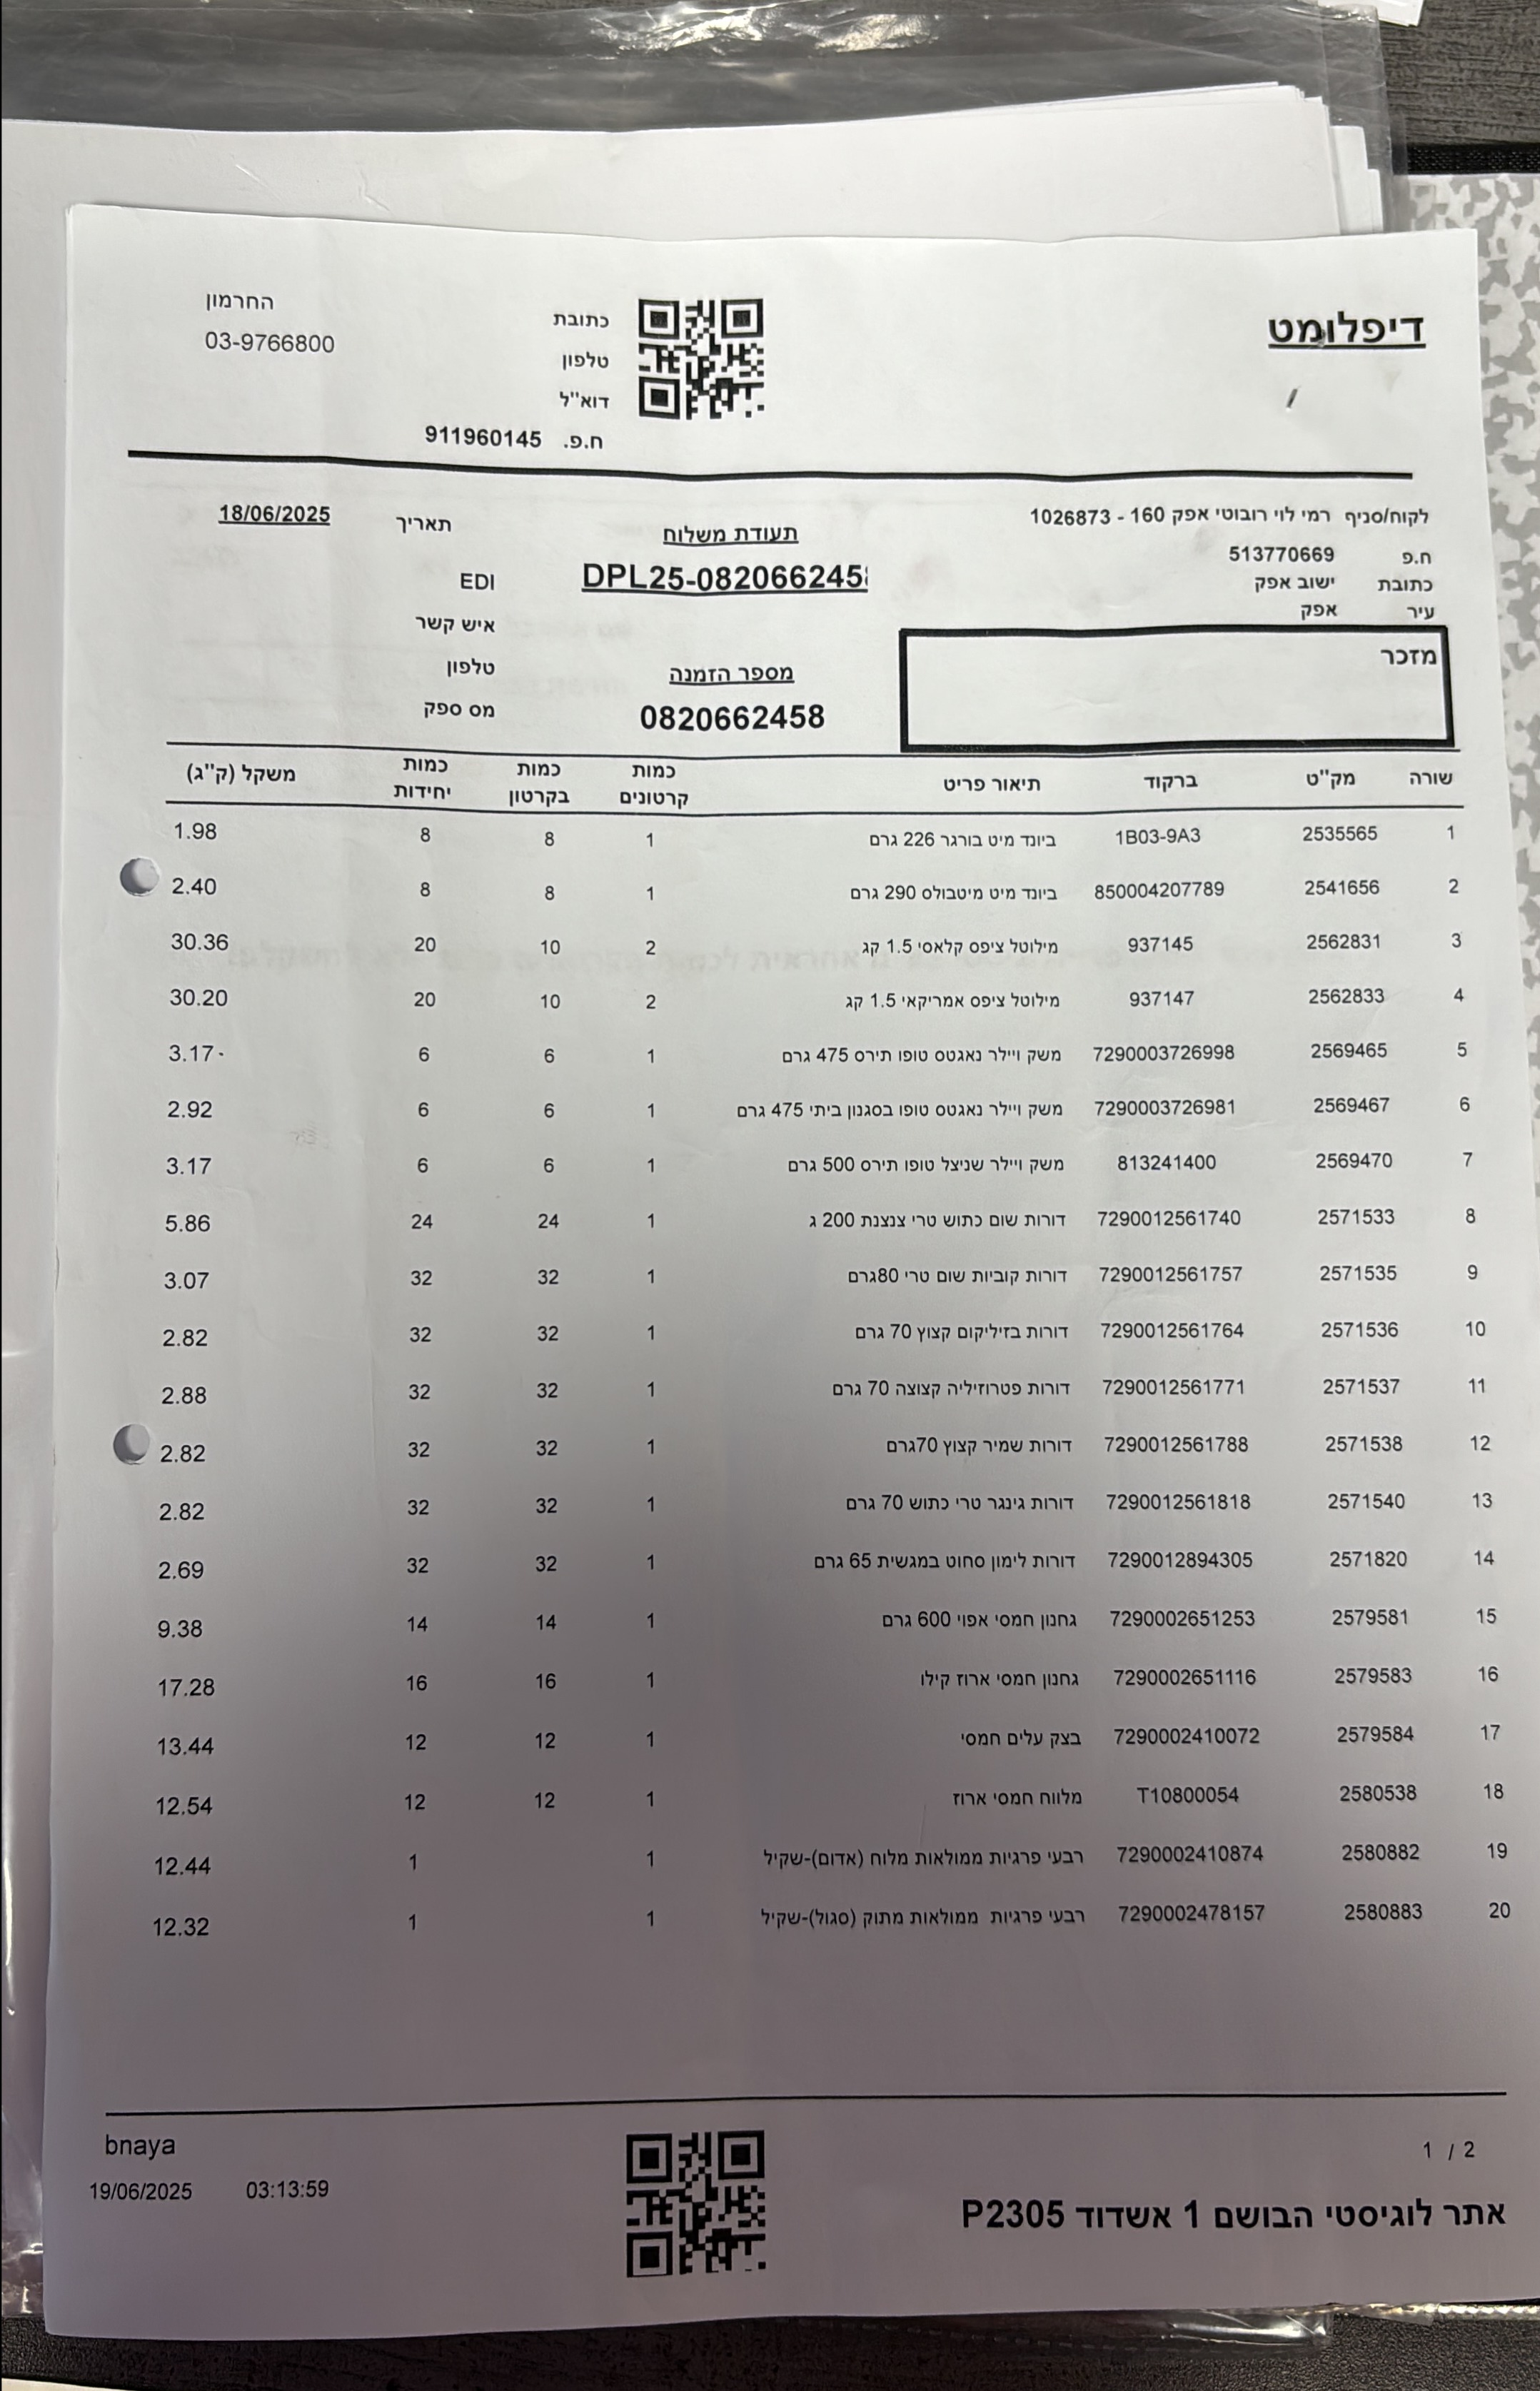 דיפלומט
כתובת החרמון
טלפון 03-9766800
דוא''ל
ח.פ. 911960145
לקוח/סניף רמי לוי רובוטי אפק 160 - 1026873
ח.פ 513770669
כתובת ישוב אפק
עיר אפק
מזכר
תעודת משלוח
DPL25-082066245
מספר הזמנה
0820662458
תאריך 18/06/2025
EDI
איש קשר
טלפון
מס ספק
שורה מק''ט ברקוד תיאור פריט כמות קרטונים כמות בקרטון כמות יחידות משקל (ק''ג)
1 2535565 1B03-9A3 ביונד מיט בורגר 226 גרם 1 8 8 1.98
2 2541656 850004207789 ביונד מיט מיטבולס 290 גרם 1 8 8 2.40
3 2562831 937145 מילוטל ציפס קלאסי 1.5 קג 2 10 20 30.36
4 2562833 937147 מילוטל ציפס אמריקאי 1.5 קג 2 10 20 30.20
5 2569465 7290003726998 משק ויילר נאגטס טופו תירס 475 גרם 1 6 6 3.17
6 2569467 7290003726981 משק ויילר נאגטס טופו בסגנון ביתי 475 גרם 1 6 6 2.92
7 2569470 813241400 משק ויילר שניצל טופו תירס 500 גרם 1 6 6 3.17
8 2571533 7290012561740 דורות שום כתוש טרי צנצנת 200 ג 1 24 24 5.86
9 2571535 7290012561757 דורות קוביות שום טרי 80גרם 1 32 32 3.07
10 2571536 7290012561764 דורות בזיליקום קצוץ 70 גרם 1 32 32 2.82
11 2571537 7290012561771 דורות פטרוזיליה קצוצה 70 גרם 1 32 32 2.88
12 2571538 7290012561788 דורות שמיר קצוץ 70גרם 1 32 32 2.82
13 2571540 7290012561818 דורות גינגר טרי כתוש 70 גרם 1 32 32 2.82
14 2571820 7290012894305 דורות לימון סחוט במגשית 65 גרם 1 32 32 2.69
15 2579581 7290002651253 גחנון חמסי אפוי 600 גרם 1 14 14 9.38
16 2579583 7290002651116 גחנון חמסי ארוז קילו 1 16 16 17.28
17 2579584 7290002410072 בצק עלים חמסי 1 12 12 13.44
18 2580538 T10800054 מלווח חמסי ארוז 1 12 12 12.54
19 2580882 7290002410874 רבעי פרגיות ממולאות מלוח (אדום)-שקיל 1 1 12.44
20 2580883 7290002478157 רבעי פרגיות ממולאות מתוק (סגול)-שקיל 1 1 12.32
1 / 2
אתר לוגיסטי הבושם 1 אשדוד P2305
bnaya
19/06/2025 03:13:59